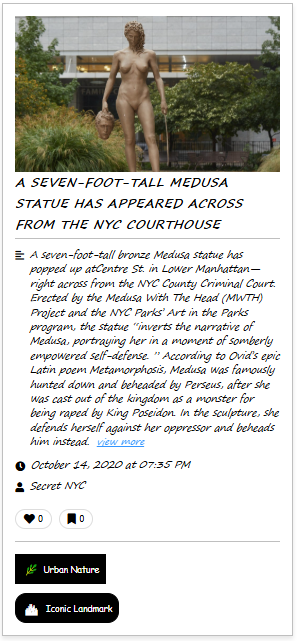 A SEVEN-FOOT-TALL MEDUSA
STATUE HAS APPEARED ACROSS
FROM THE NYC COURTHOUSE
A seven-foot-tall bronze Medusa statue has
popped up atCentre St. in Lower Manhattan—
right across from the NYC County Criminal Court.
Erected by the Medusa With The Head (MWTH)
Project and the NYC Parks' Art in the Parks
program, the statue "inverts the narrative of
Medusa, portraying her in a moment of somberly
empowered self-defense. " According to Ovid's epic
Latin poem Metamorphosis, Medusa was famously
hunted down and beheaded by Perseus, after she
was cast out of the kingdom as a monster for
being raped by King Poseidon. In the sculpture, she
defends herself against her oppressor and beheads
him instead. view more
October 14, 2020 at 07:35 PM
Secret NYC
0 0
Urban Nature
Iconic Landmark